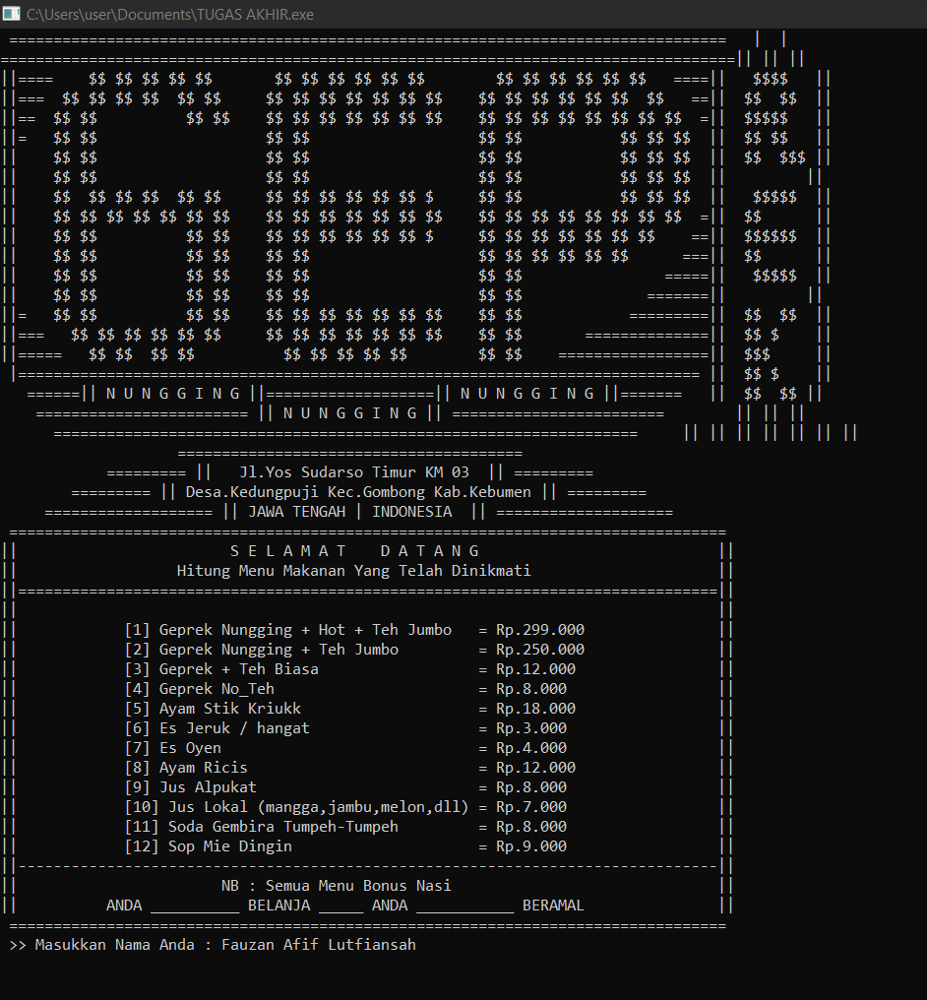 C:\Users\user\Documents\TUGAS AKHIR.exe
GEP
R
E
K
N U N G G I N G N U N G G I N G
N U N G G I N G
Jl.Yos Sudarso Timur KM 03
Desa.Kedungpuji Kec.Gombong Kab.Kebumen
JAWA TENGAH | INDONESIA
S E L A M A T D A T A N G
Hitung Menu Makanan Yang Telah Dinikmati
[1] Geprek Nungging + Hot + Teh Jumbo = Rp.299.000
[2] Geprek Nungging + Teh Jumbo = Rp.250.000
[3] Geprek + Teh Biasa = Rp.12.000
[4] Geprek No_Teh = Rp.8.000
[5] Ayam Stik Kriukk = Rp.18.000
[6] Es Jeruk / hangat = Rp.3.000
[7] Es Oyen = Rp.4.000
[8] Ayam Ricis = Rp.12.000
[9] Jus Alpukat = Rp.8.000
[10] Jus Lokal (mangga,jambu,melon,dll) = Rp.7.000
[11] Soda Gembira Tumpeh-Tumpeh = Rp.8.000
[12] Sop Mie Dingin = Rp.9.000
NB : Semua Menu Bonus Nasi
ANDA __________ BELANJA _____ ANDA ___________ BERAMAL
>> Masukkan Nama Anda : Fauzan Afif Lutfiansah